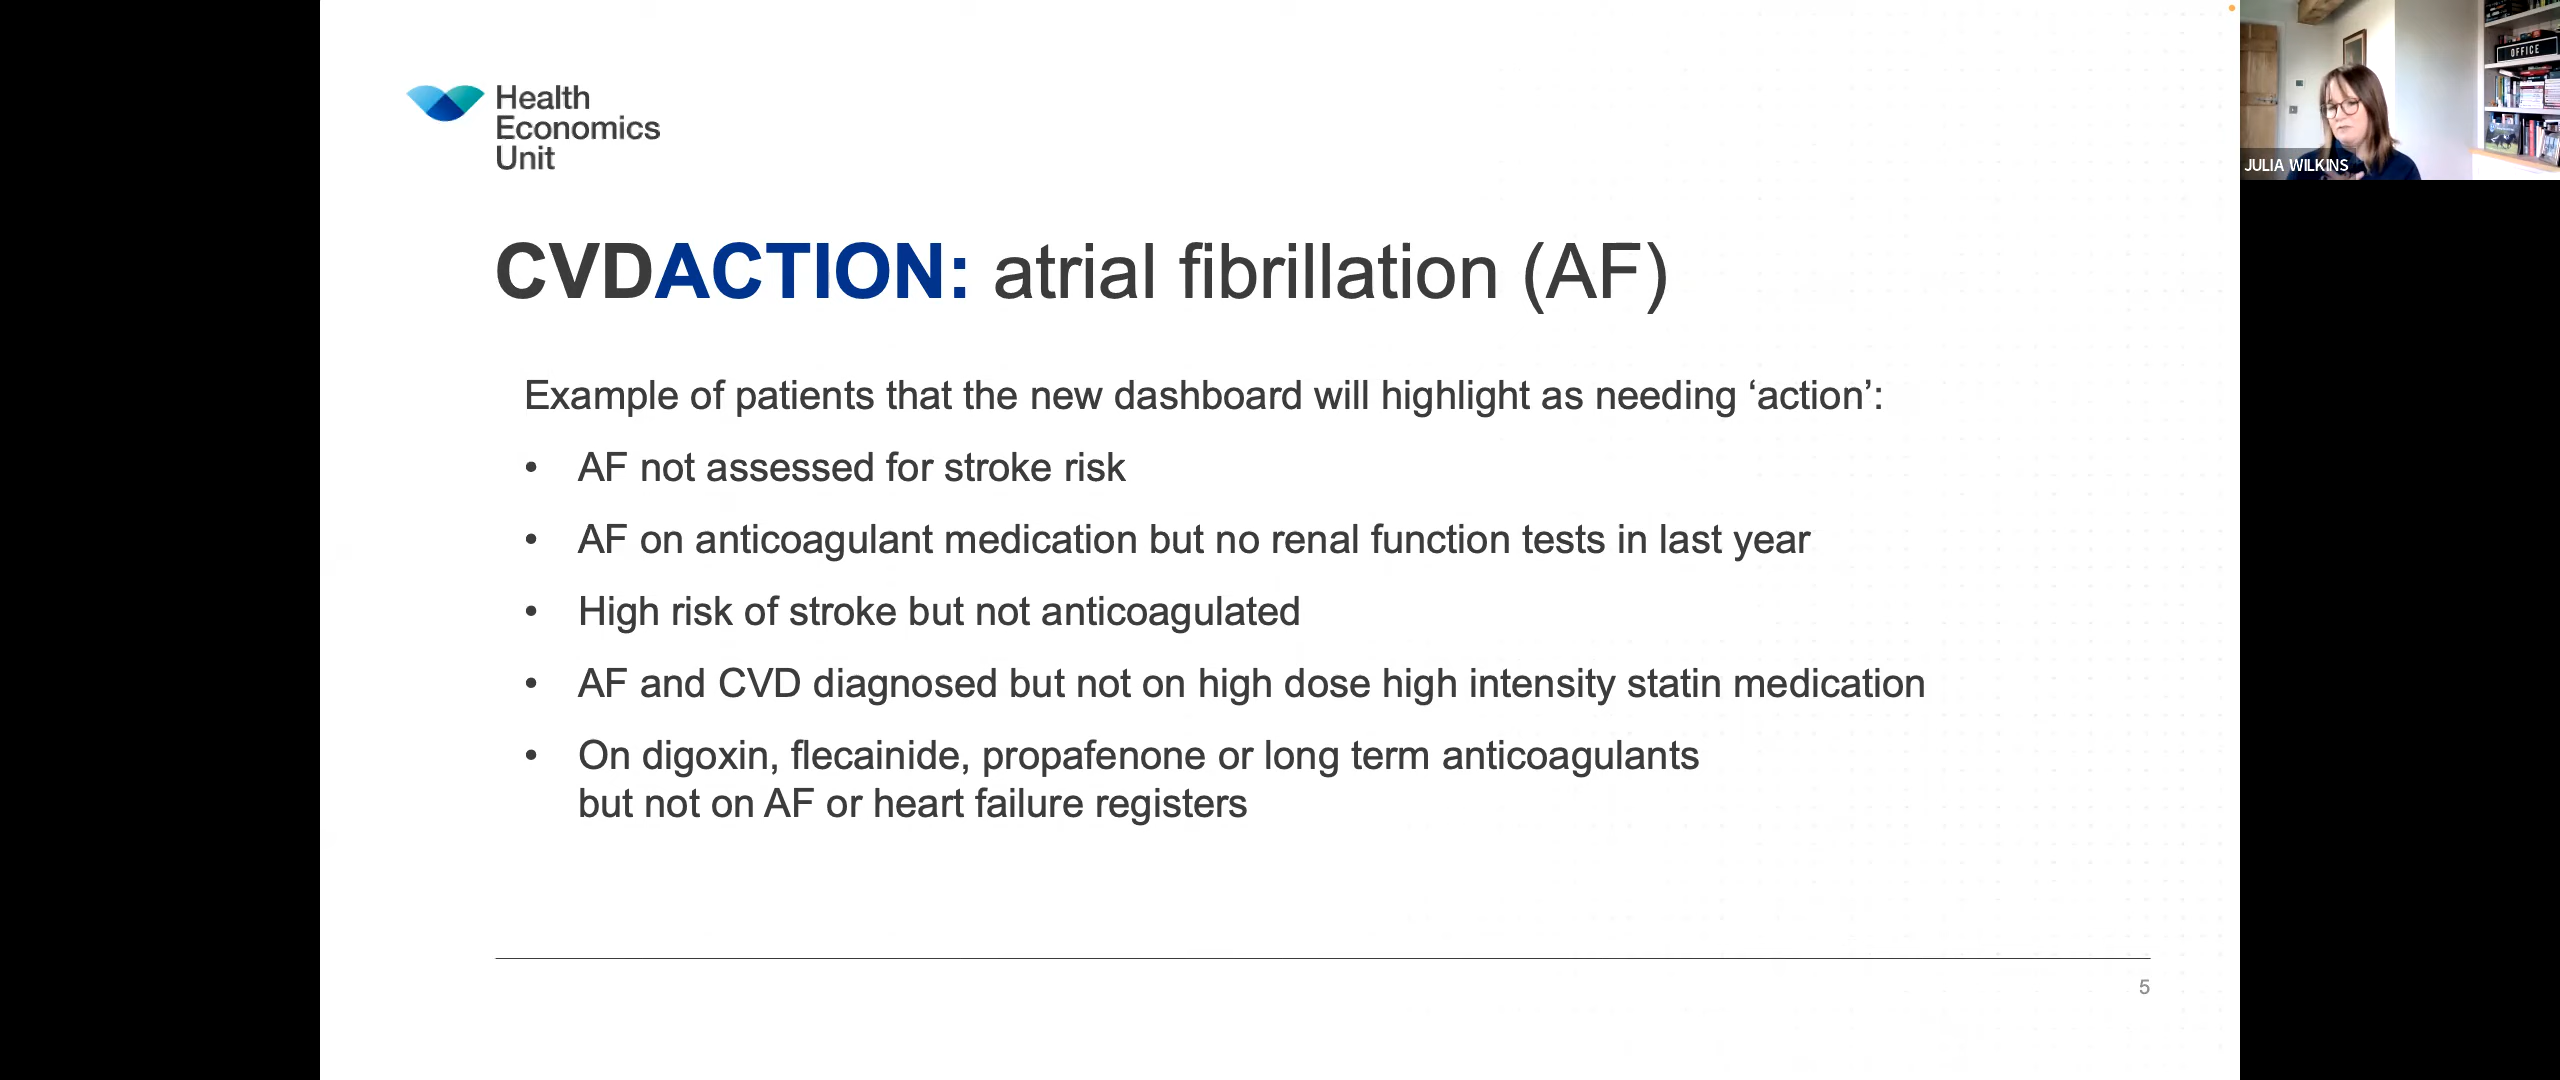 Health
Economics
Unit
OFFICE
JULIA WILKINS
CVDACTION: atrial fibrillation (AF)
Example of patients that the new dashboard will highlight as needing ‘action’:
• AF not assessed for stroke risk
• AF on anticoagulant medication but no renal function tests in last year
• High risk of stroke but not anticoagulated
• AF and CVD diagnosed but not on high dose high intensity statin medication
• On digoxin, flecainide, propafenone or long term anticoagulants
but not on AF or heart failure registers
5